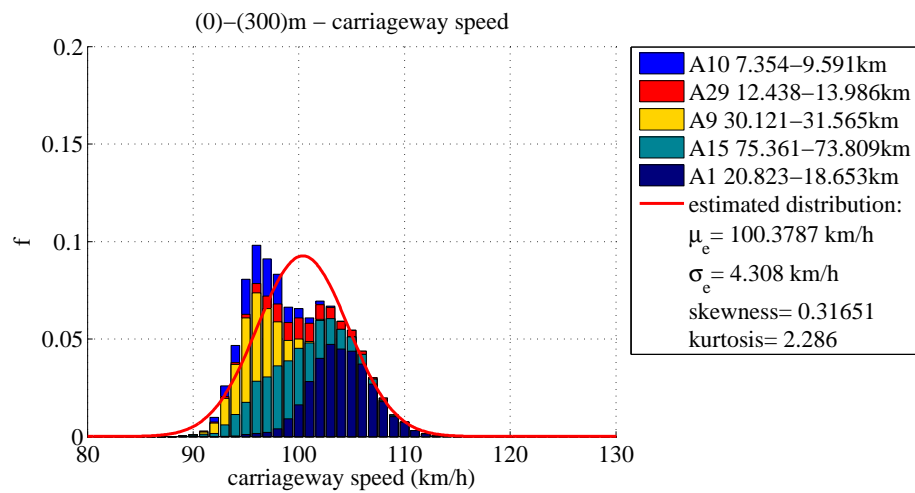 (0)–(300)m – carriageway speed
0.2
0.15
0.1
0.05
0
f
80
90
100
110
120
130
carriageway speed (km/h)
A10 7.354–9.591km
A29 12.438–13.986km
A9 30.121–31.565km
A15 75.361–73.809km
A1 20.823–18.653km
estimated distribution:
μe= 100.3787 km/h
σe= 4.308 km/h
skewness= 0.31651
kurtosis= 2.286